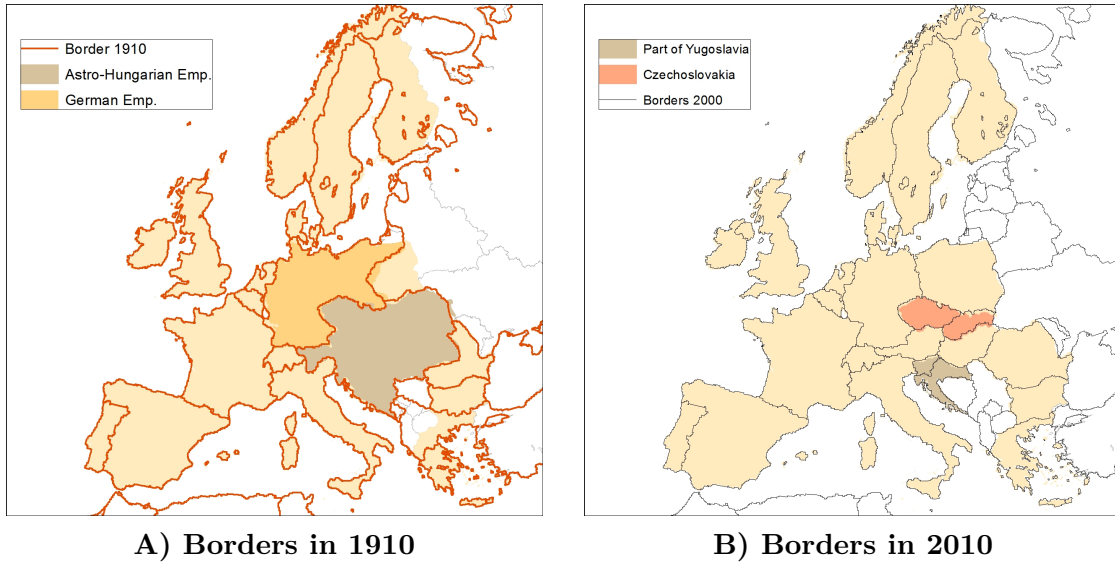 Border 1910
Astro-Hungarian Emp.
German Emp.
A) Borders in 1910
Part of Yugoslavia
Czechoslovakia
Borders 2000
B) Borders in 2010